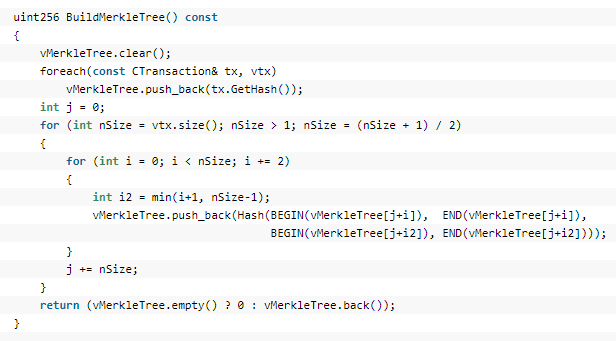 uint256 BuildMerkleTree() const
{
    vMerkleTree.clear();
    foreach(const CTransaction& tx, vtx)
        vMerkleTree.push_back(tx.GetHash());
    int j = 0;
    for (int nSize = vtx.size(); nSize > 1; nSize = (nSize + 1) / 2)
    {
        for (int i = 0; i < nSize; i += 2)
        {
            int i2 = min(i+1, nSize-1);
            vMerkleTree.push_back(Hash(BEGIN(vMerkleTree[j+i]),  END(vMerkleTree[j+i]),
                                       BEGIN(vMerkleTree[j+i2]), END(vMerkleTree[j+i2])));
        }
        j += nSize;
    }
    return (vMerkleTree.empty() ? 0 : vMerkleTree.back());
}